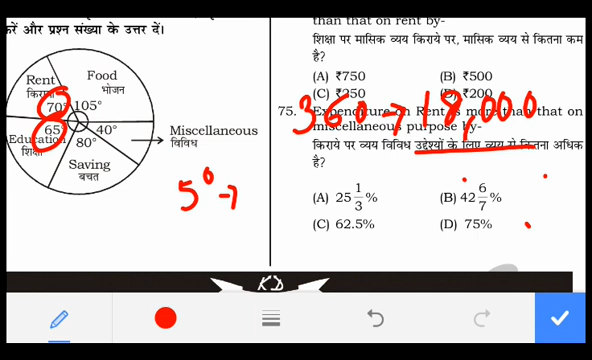 करें और प्रश्न संख्या के उत्तर दें।
Rent
किराया
70°
Food
भोजन
105°
65°
Education
शिक्षा
40°
80°
Saving
बचत
Miscellaneous
विविध
5° →
than that on rent by-
शिक्षा पर मासिक व्यय किराये पर, मासिक व्यय से कितना कम
है?
(A) ₹750 (B) ₹500
(C) ₹250 (D) ₹200
360 → 18,000
75. Expenditure on Rent is more that that on
miscellaneous purpose by-
किराये पर व्यय विविध उद्देश्यों के लिए व्यय से कितना अधिक
है?
(A) 25 1/3 % (B) 42 6/7 %
(C) 62.5% (D) 75%
KD